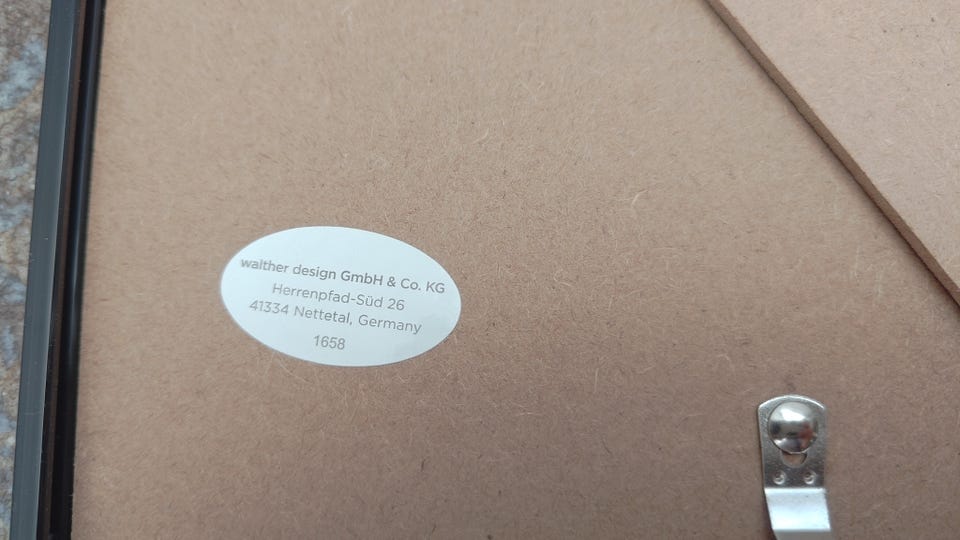 walther design GmbH & Co. KG
Herrenpfad-Süd 26
41334 Nettetal, Germany
1658